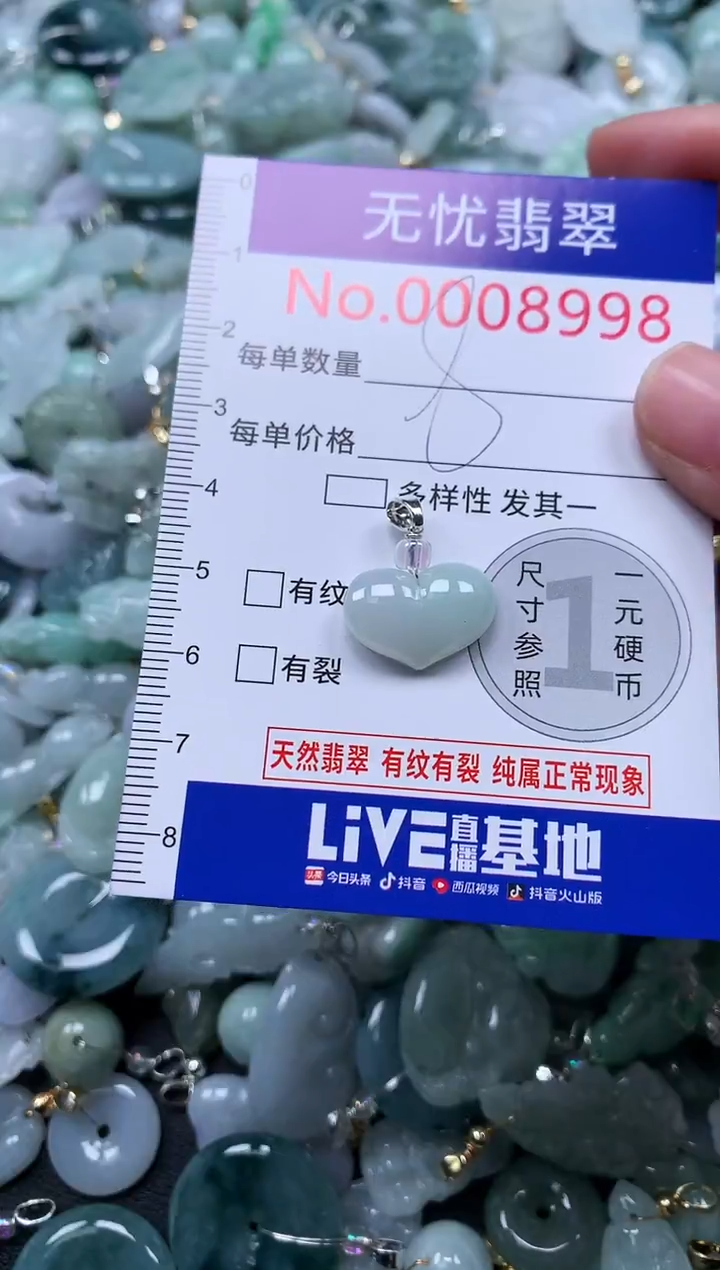 0
无忧翡翠
1
No.0008998
2
每单数量
8
3
每单价格
4
多样性 发其一
5
有纹
尺寸参照
1
一元硬币
6
有裂
7
天然翡翠 有纹有裂 纯属正常现象
8
LiVE直播基地
头条 今日头条 抖音 西瓜视频 抖音火山版